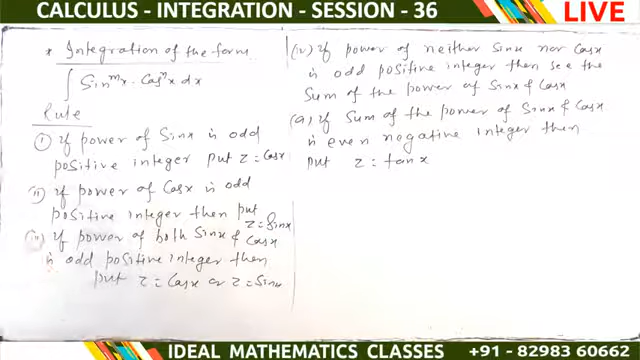 CALCULUS - INTEGRATION - SESSION - 36
LIVE
* Integration of the form
∫ Sin^m x . Cos^n x dx
Rule
(i) if power of Sinx is odd
positive integer put z = Cosx
(ii) if power of Cosx is odd
positive integer then put
z = Sinx
(iii) if power of both Sinx & Cosx
is odd positive integer then
put z = Cosx or z = Sinx
(iv) if power of neither Sinx nor Cosx
is odd positive integer then see the
Sum of the power of Sinx & Cosx
(a) if Sum of the power of Sinx & Cosx
is even negative integer then
put z = tanx
IDEAL MATHEMATICS CLASSES
+91 - 82983 60662